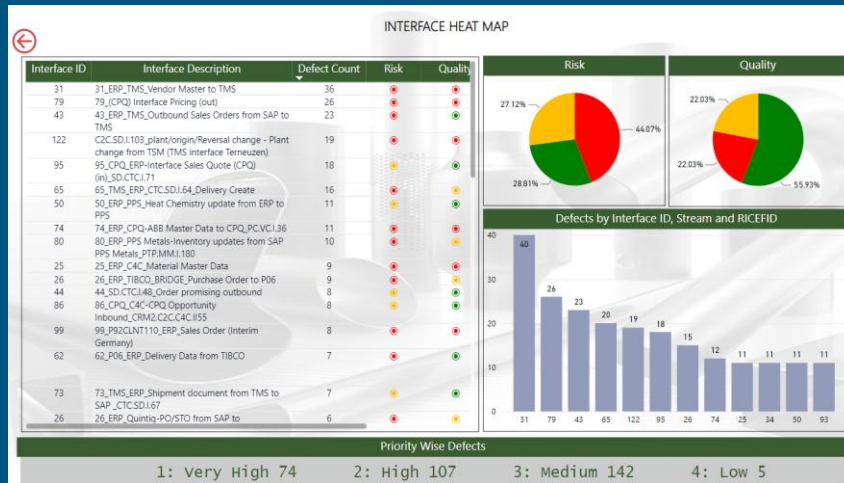 INTERFACE HEAT MAP
Interface ID Interface Description Defect Count Risk Quality
31 31_ERP_TMS_Vendor Master to TMS 36
79 79_(CPQ) Interface Pricing (out) 26
43 43_ERP_TMS_Outbound Sales Orders from SAP to 23
TMS
122 C2C.SD.I.103_plant/origin/Reversal change - Plant 19
change from TSM (TMS interface Terneuzen)
95 95_CPQ_ERP-Interface Sales Quote (CPQ) 18
(in)_SD.CTC.I.71
65 65_TMS_ERP_CTC.SD.I.64_Delivery Create 16
50 50_ERP_PPS_Heat Chemistry update from ERP to 11
PPS
74 74_ERP_CPQ-ABB Master Data to CPQ_PC.VC.I.36 11
80 80_ERP_PPS Metals-Inventory updates from SAP 10
PPS Metals_PTP.MM.I.180
25 25_ERP_C4C_Material Master Data 9
26 26_ERP_TIBCO_BRIDGE_Purchase Order to P06 9
44 44_SD.CTC.I.48_Order promising outbound 8
86 86_CPQ_C4C-CPQ Opportunity 8
Inbound_CRM2.C2C.C4C.II55
99 99_P92CLNT110_ERP_Sales Order (Interim 8
Germany)
62 62_P06_ERP_Delivery Data from TIBCO 7
73 73_TMS_ERP_Shipment document from TMS to 7
SAP _CTC.SD.I.67
26 26_ERP_Quintiq-PO/STO from SAP to 6
Risk
27.12%
44.07%
28.81%
Quality
22.03%
22.03%
55.93%
Defects by Interface ID, Stream and RICEFID
40
30
20
10
0
40 26 23 20 19 18 15 12 11 11 11 11
31 79 43 65 122 95 26 74 25 34 50 93
Priority Wise Defects
1: Very High 74 2: High 107 3: Medium 142 4: Low 5